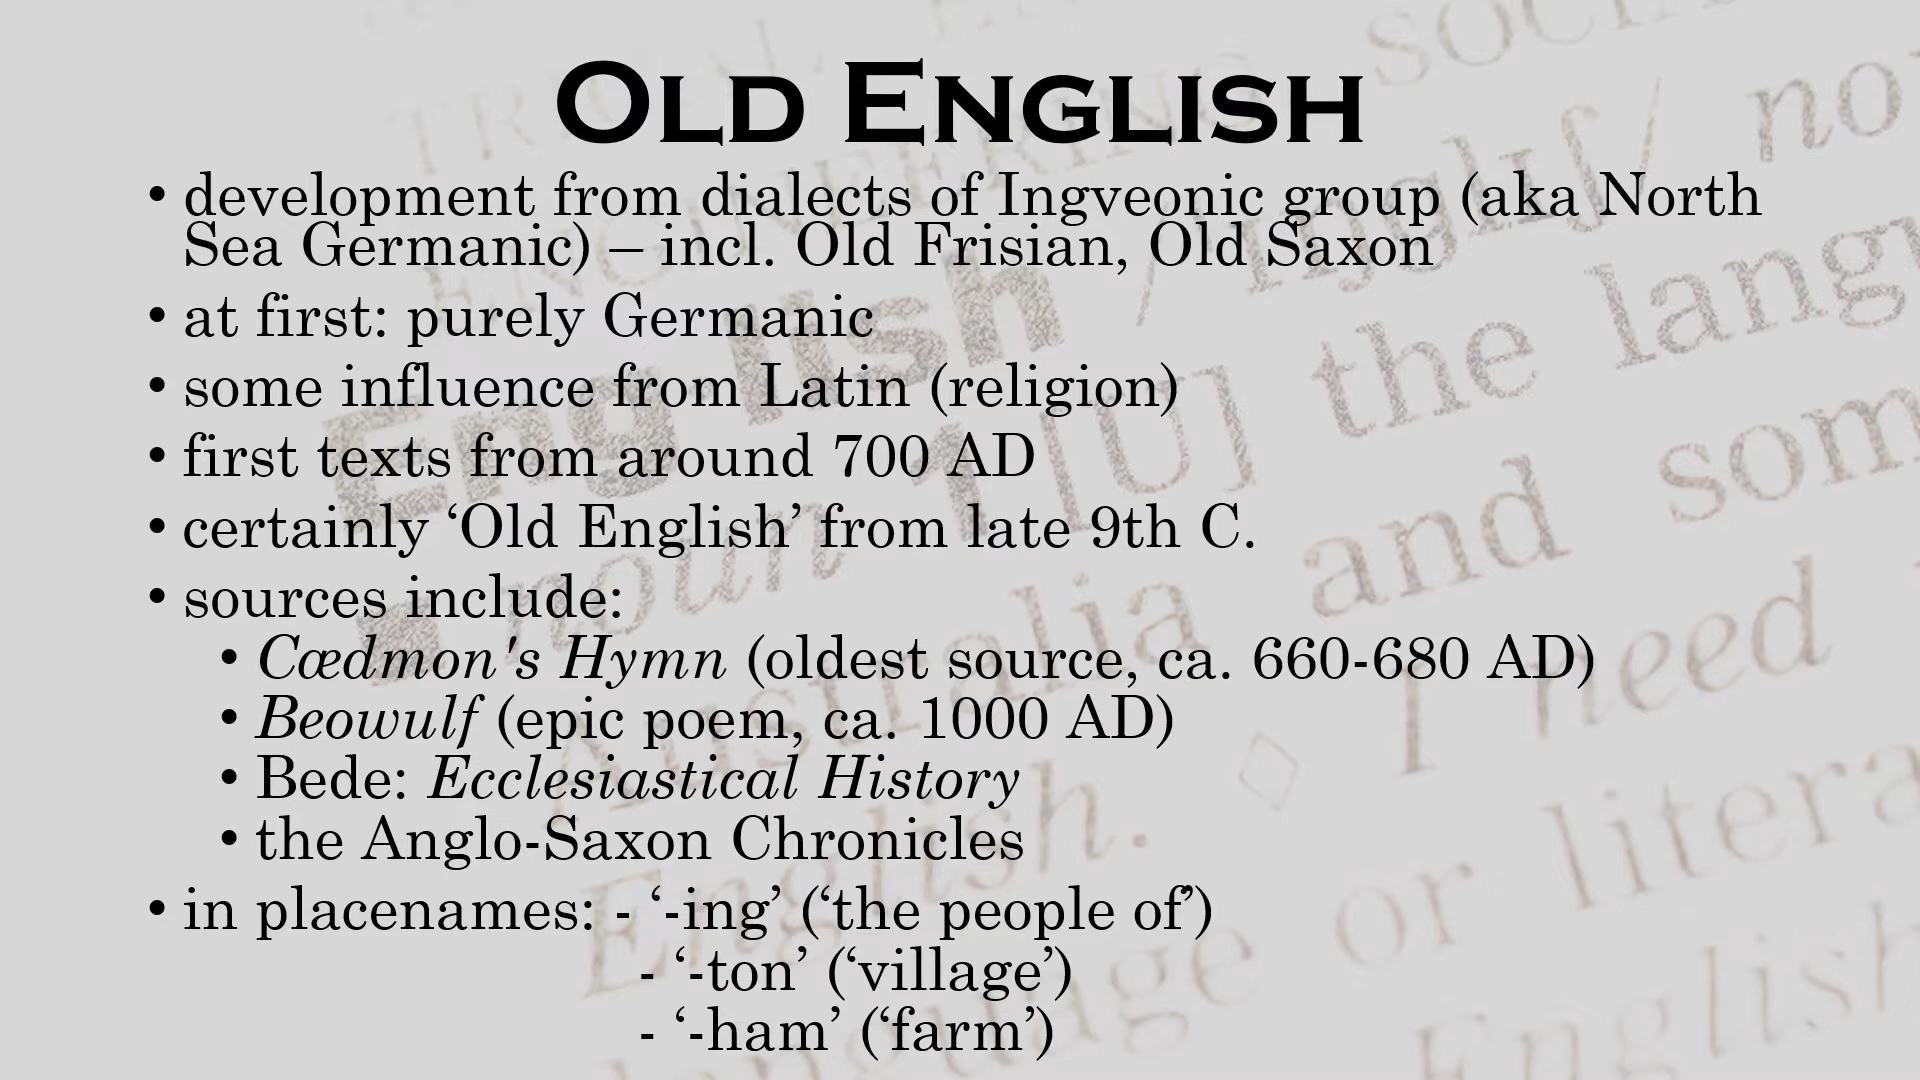 OLD ENGLISH
• development from dialects of Ingveonic group (aka North
Sea Germanic) – incl. Old Frisian, Old Saxon
• at first: purely Germanic
• some influence from Latin (religion)
• first texts from around 700 AD
• certainly ‘Old English’ from late 9th C.
• sources include:
• Cædmon's Hymn (oldest source, ca. 660-680 AD)
• Beowulf (epic poem, ca. 1000 AD)
• Bede: Ecclesiastical History
• the Anglo-Saxon Chronicles
• in placenames: - ‘-ing’ (‘the people of’)
- ‘-ton’ (‘village’)
- ‘-ham’ (‘farm’)